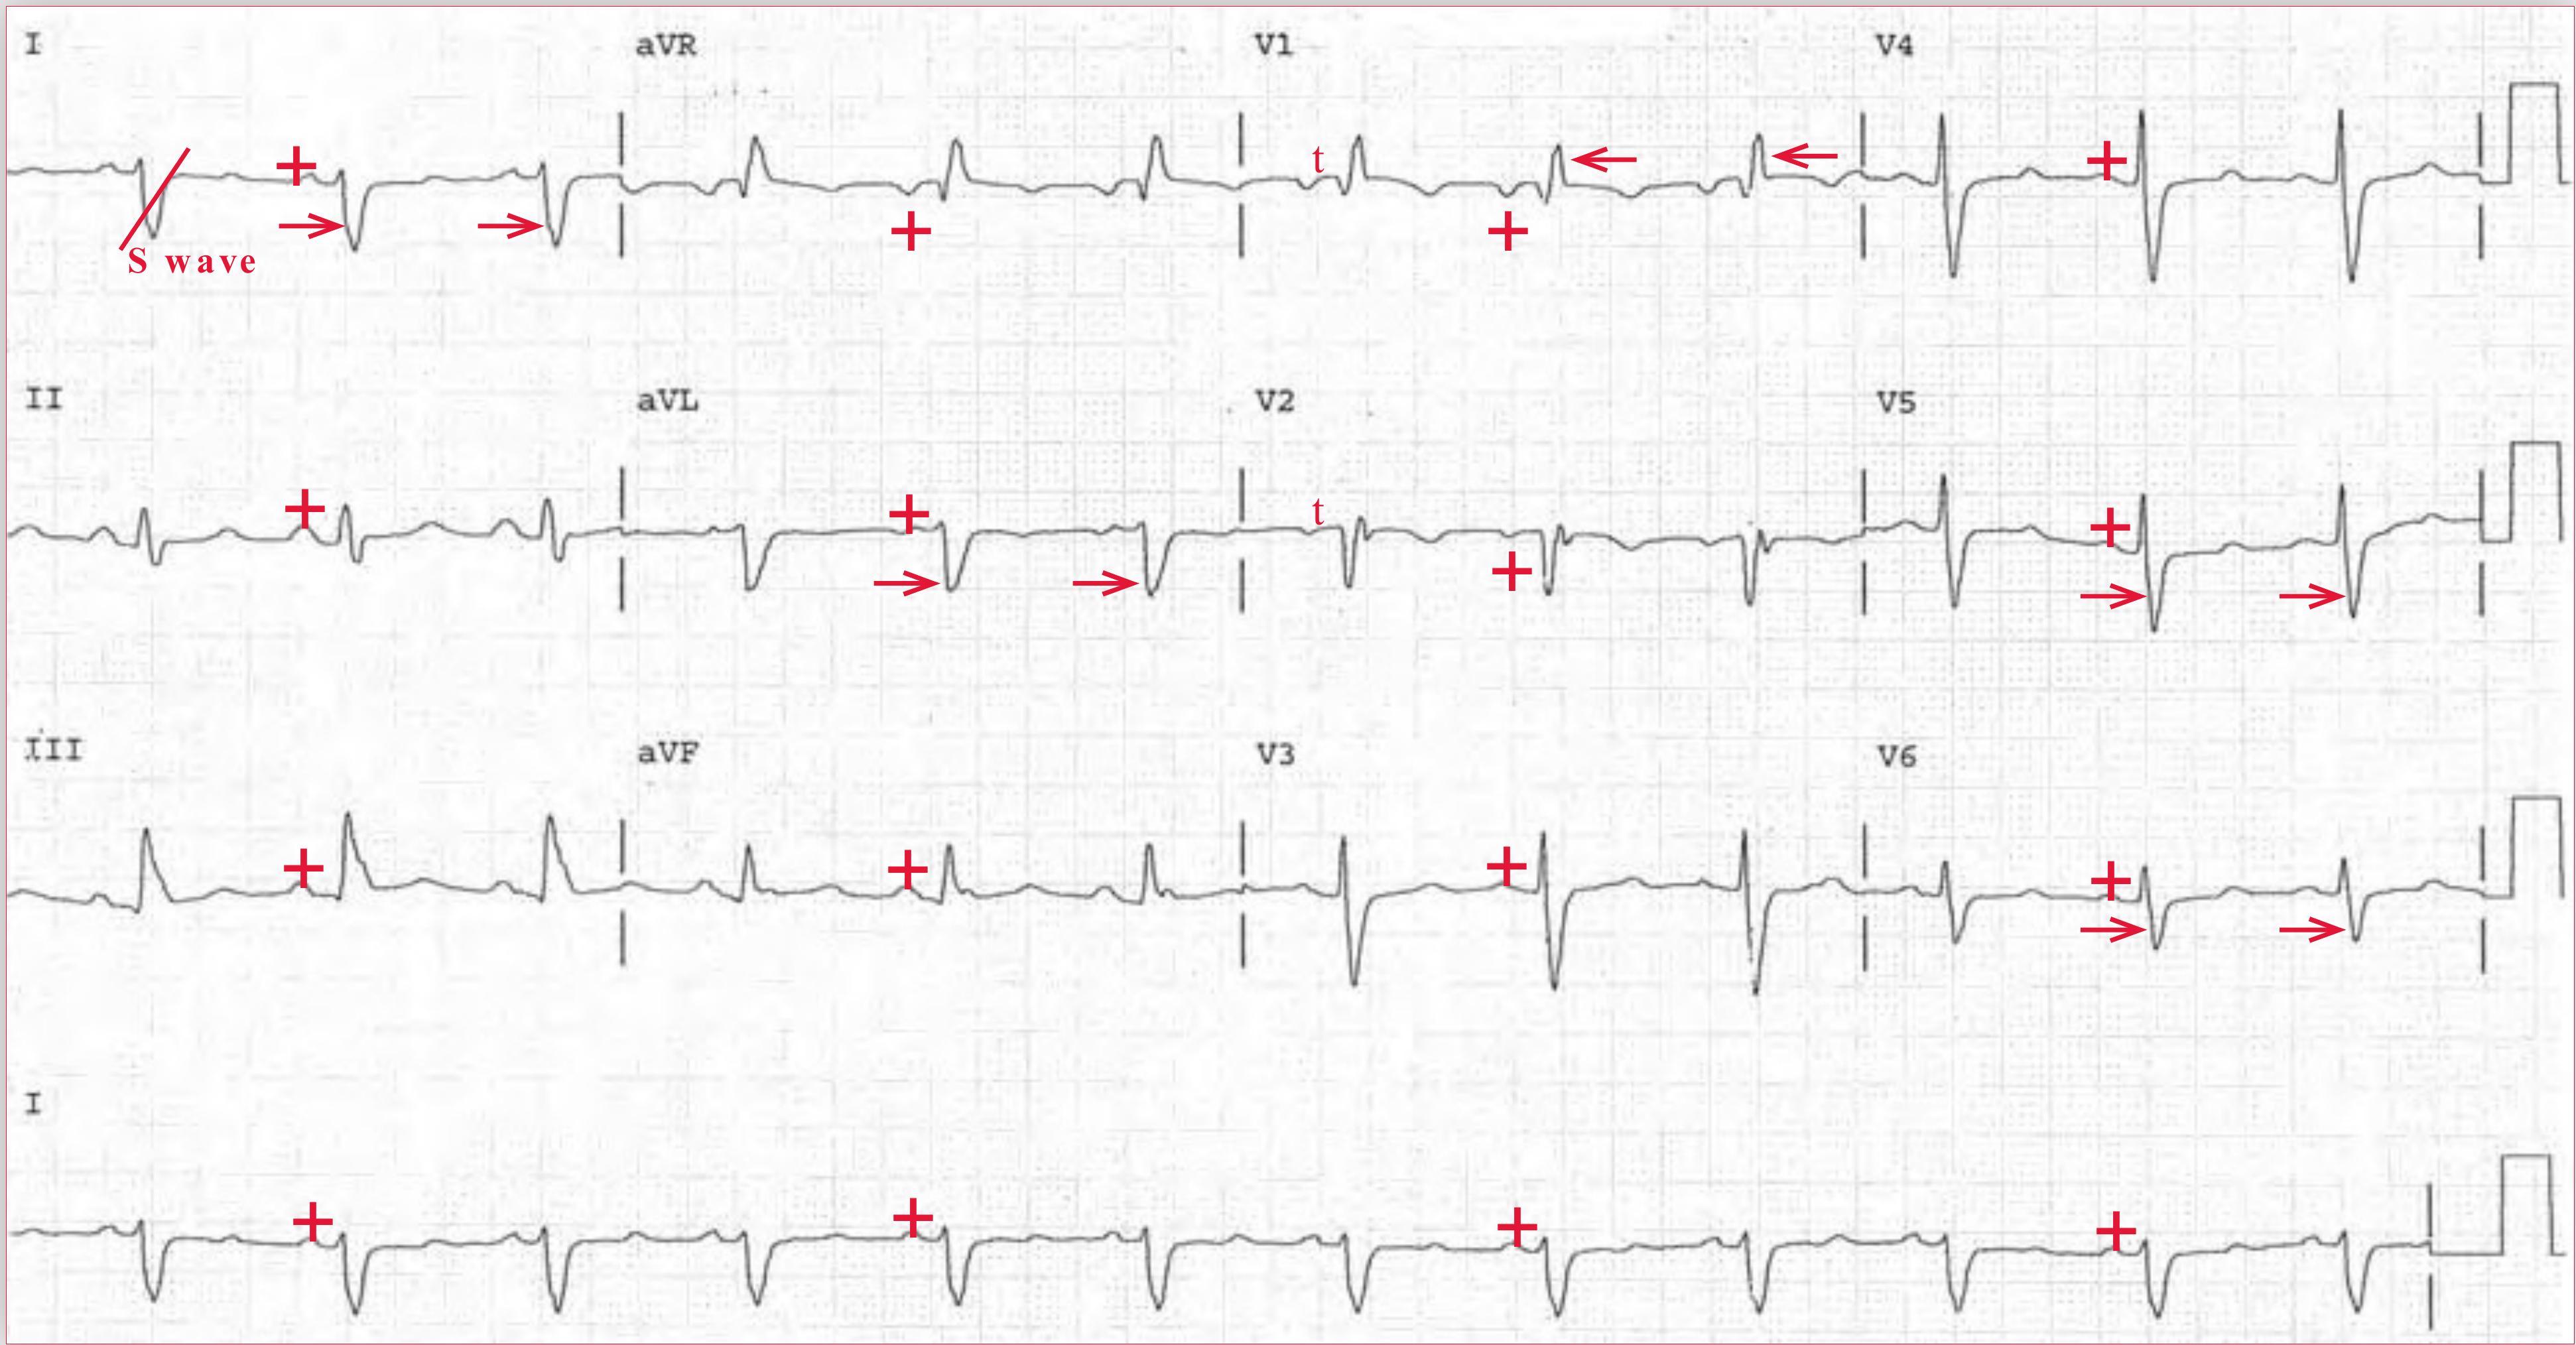 I aVR V1 V4
t
S wave
II aVL V2 V5
t
III aVF V3 V6
I